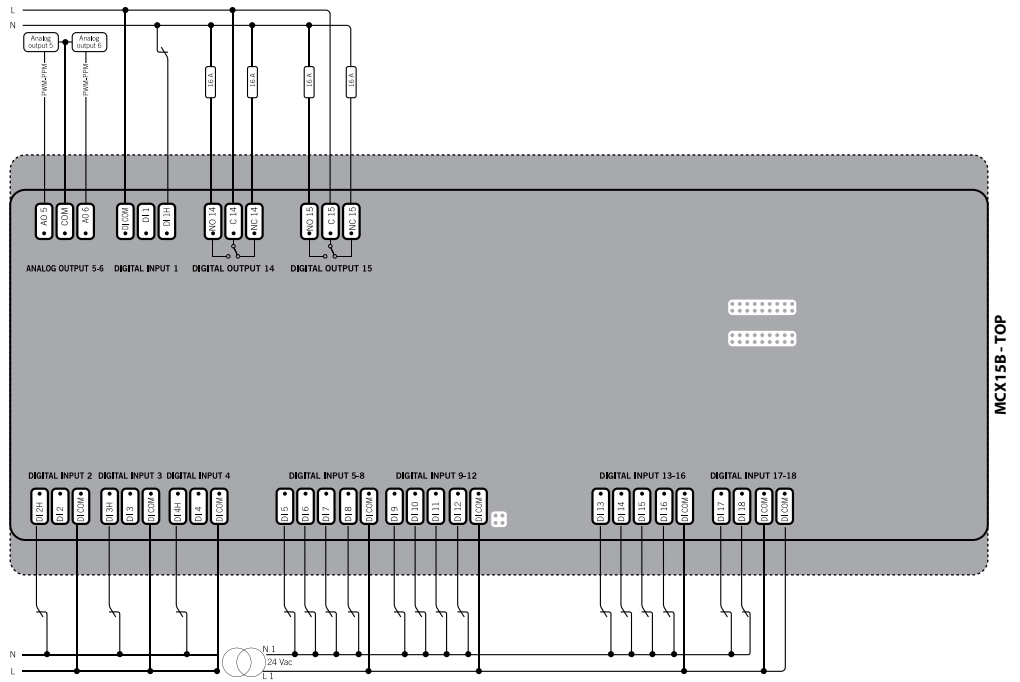 L
N
Analog
output 5
Analog
output 6
PWM-PPM
PWM-PPM
16 A
16 A
16 A
16 A
AO 5
COM
AO 6
DI COM
DI 1
DI 1H
NO 14
C 14
NC 14
NO 15
C 15
NC 15
ANALOG OUTPUT 5-6
DIGITAL INPUT 1
DIGITAL OUTPUT 14
DIGITAL OUTPUT 15
MCX15B - TOP
DIGITAL INPUT 2
DIGITAL INPUT 3
DIGITAL INPUT 4
DIGITAL INPUT 5-8
DIGITAL INPUT 9-12
DIGITAL INPUT 13-16
DIGITAL INPUT 17-18
DI 2H
DI 2
DI COM
DI 3H
DI 3
DI COM
DI 4H
DI 4
DI COM
DI 5
DI 6
DI 7
DI 8
DI COM
DI 9
DI 10
DI 11
DI 12
DI COM
DI 13
DI 14
DI 15
DI 16
DI COM
DI 17
DI 18
DI COM
DI COM
N
L
N 1
24 Vac
L 1